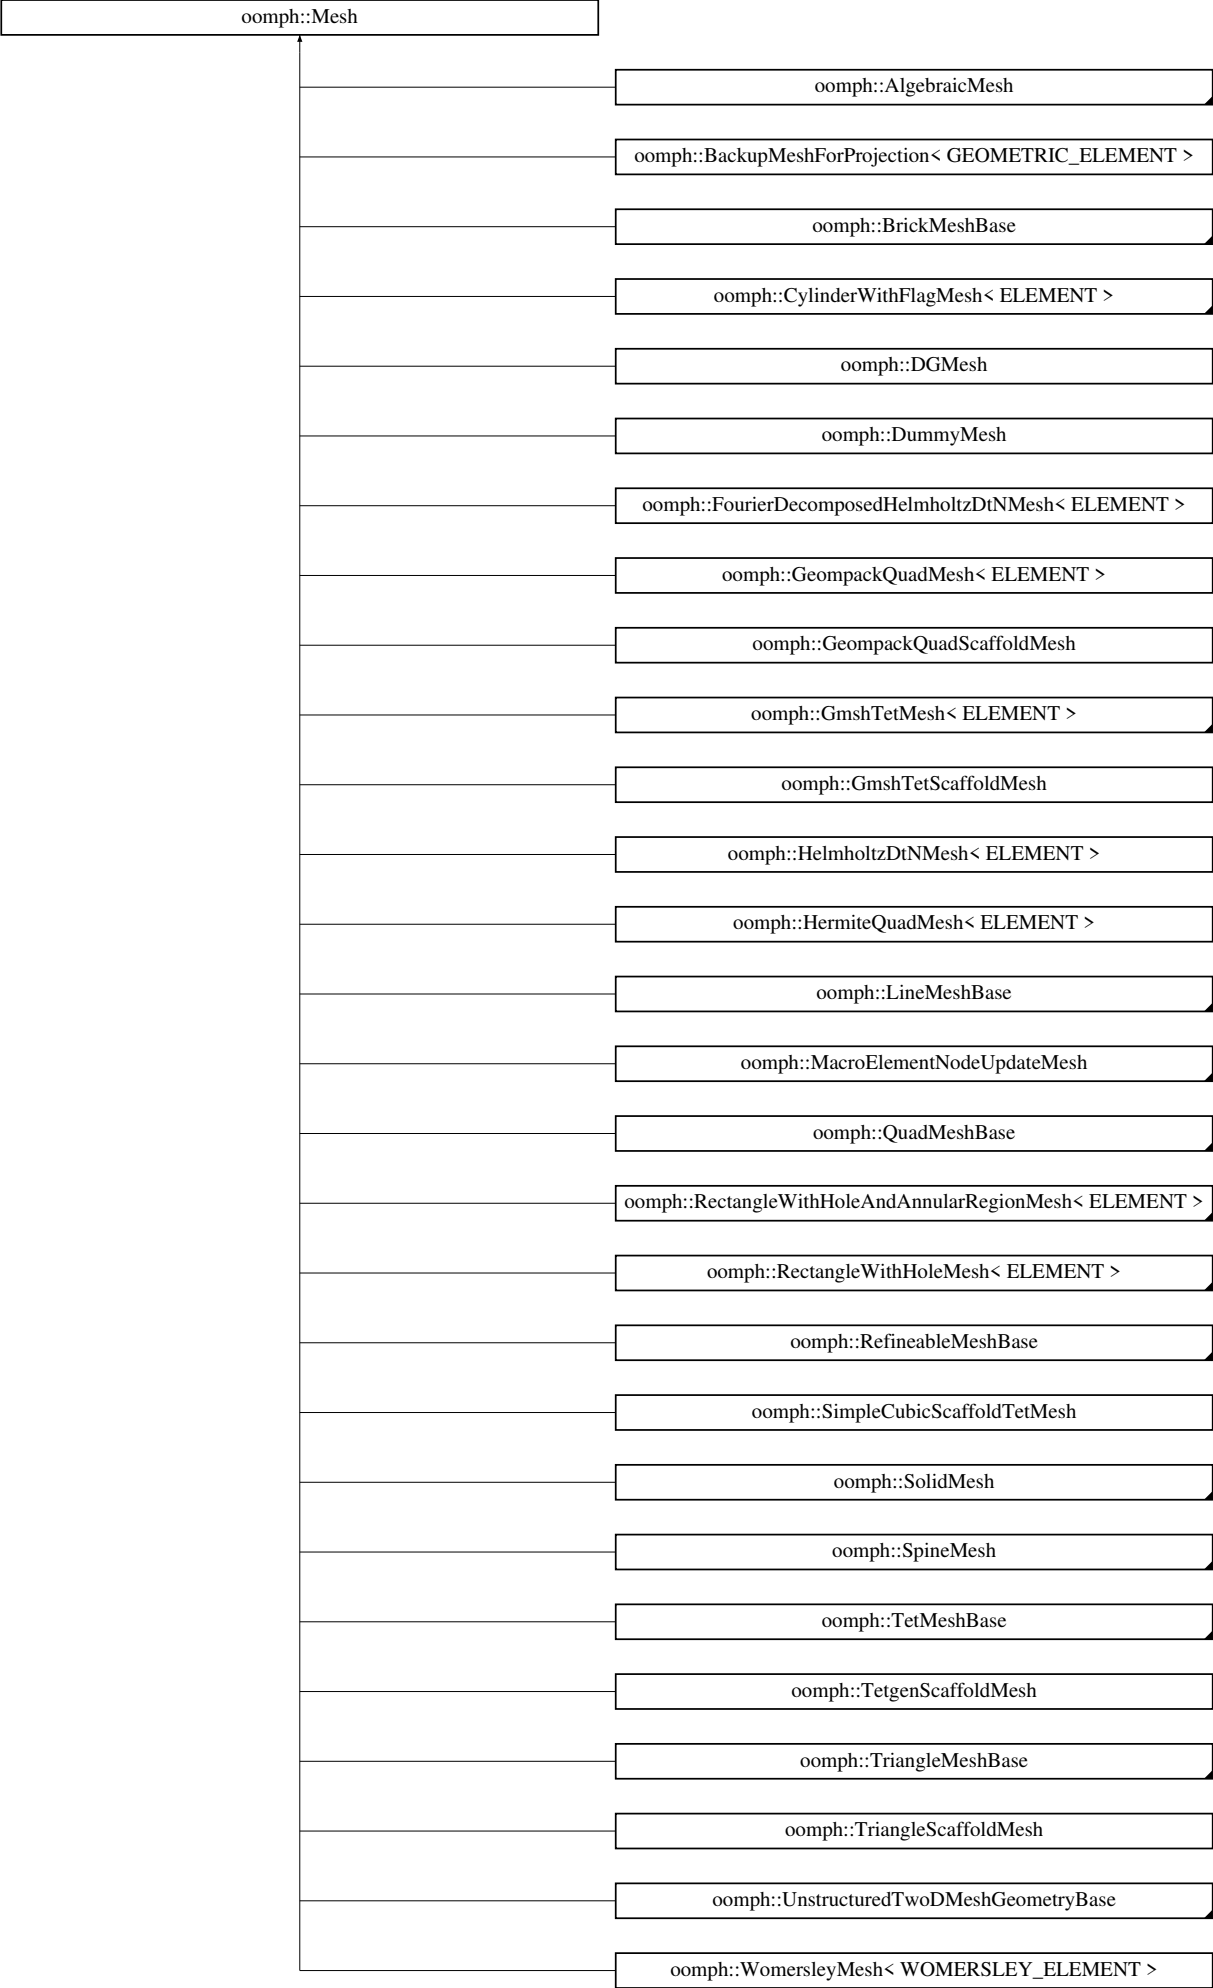 oomph::Mesh
oomph::AlgebraicMesh
oomph::BackupMeshForProjection< GEOMETRIC_ELEMENT >
oomph::BrickMeshBase
oomph::CylinderWithFlagMesh< ELEMENT >
oomph::DGMesh
oomph::DummyMesh
oomph::FourierDecomposedHelmholtzDtNMesh< ELEMENT >
oomph::GeompackQuadMesh< ELEMENT >
oomph::GeompackQuadScaffoldMesh
oomph::GmshTetMesh< ELEMENT >
oomph::GmshTetScaffoldMesh
oomph::HelmholtzDtNMesh< ELEMENT >
oomph::HermiteQuadMesh< ELEMENT >
oomph::LineMeshBase
oomph::MacroElementNodeUpdateMesh
oomph::QuadMeshBase
oomph::RectangleWithHoleAndAnnularRegionMesh< ELEMENT >
oomph::RectangleWithHoleMesh< ELEMENT >
oomph::RefineableMeshBase
oomph::SimpleCubicScaffoldTetMesh
oomph::SolidMesh
oomph::SpineMesh
oomph::TetMeshBase
oomph::TetgenScaffoldMesh
oomph::TriangleMeshBase
oomph::TriangleScaffoldMesh
oomph::UnstructuredTwoDMeshGeometryBase
oomph::WomersleyMesh< WOMERSLEY_ELEMENT >